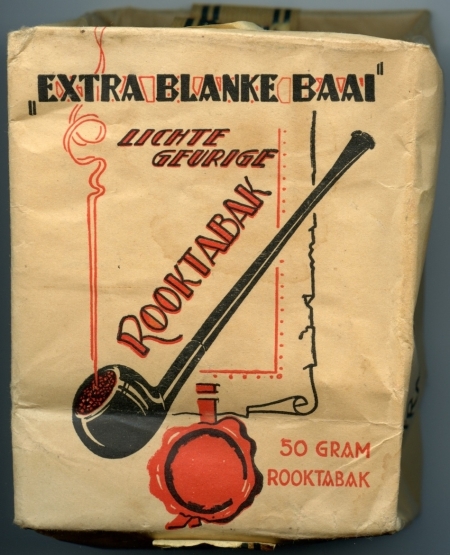 „EXTRA BLANKE BAAI"
LICHTE
GEURIGE
ROOKTABAK
50 GRAM
ROOKTABAK